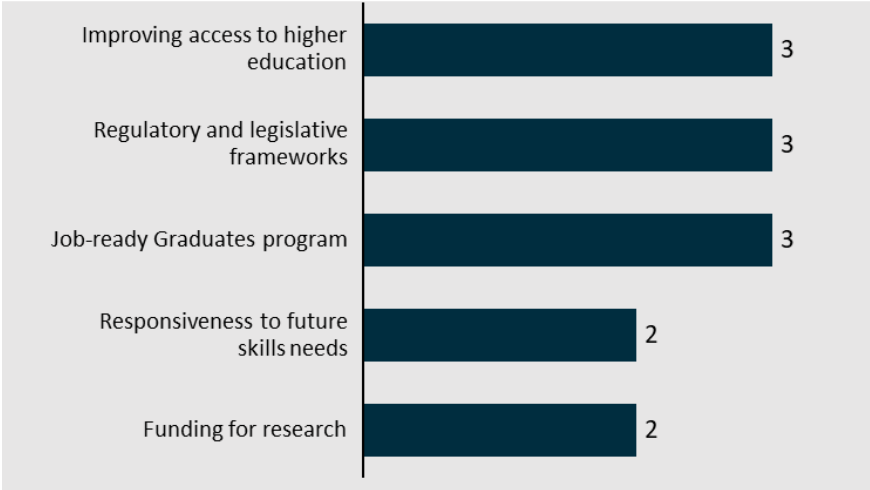 Improving access to higher
education
3
Regulatory and legislative
frameworks
3
Job-ready Graduates program
3
Responsiveness to future
skills needs
2
Funding for research
2